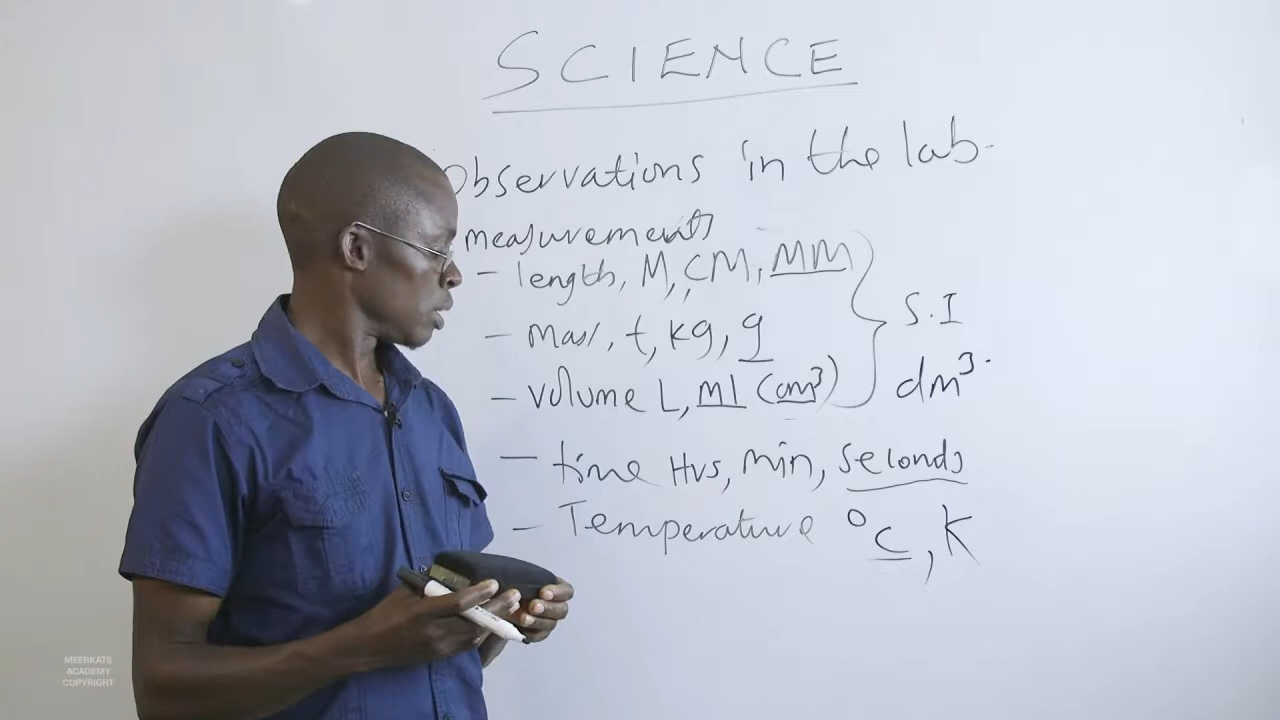 SCIENCE
Observations in the lab.
measurements
- length, M, CM, MM
- mass, t, kg, g
- volume L, ml (cm³)
S.I
dm³.
- time Hrs, min, seconds
- Temperature °c, K
MEERKATS
ACADEMY
COPYRIGHT